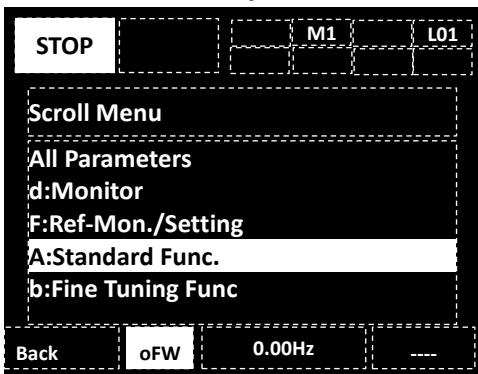 STOP M1 L01
Scroll Menu
All Parameters
d:Monitor
F:Ref-Mon./Setting
A:Standard Func.
b:Fine Tuning Func
Back oFW 0.00Hz ----